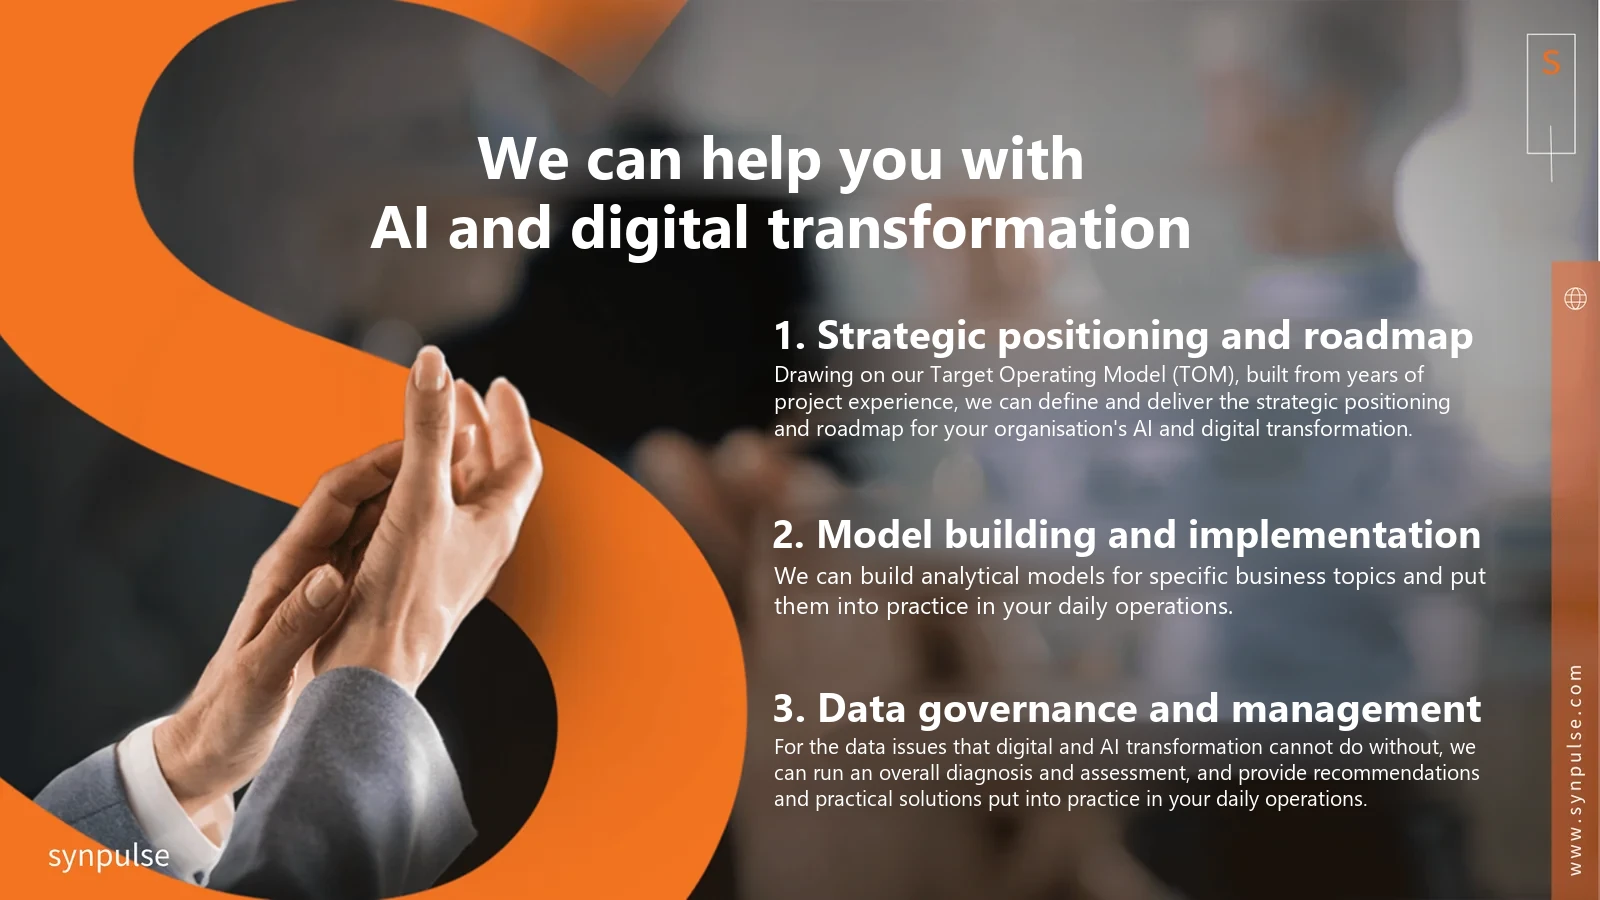 S
We can help you with
AI and digital transformation
1. Strategic positioning and roadmap
Drawing on our Target Operating Model (TOM), built from years of
project experience, we can define and deliver the strategic positioning
and roadmap for your organisation's AI and digital transformation.
2. Model building and implementation
We can build analytical models for specific business topics and put
them into practice in your daily operations.
3. Data governance and management
For the data issues that digital and AI transformation cannot do without, we
can run an overall diagnosis and assessment, and provide recommendations
and practical solutions put into practice in your daily operations.
synpulse
www.synpulse.com